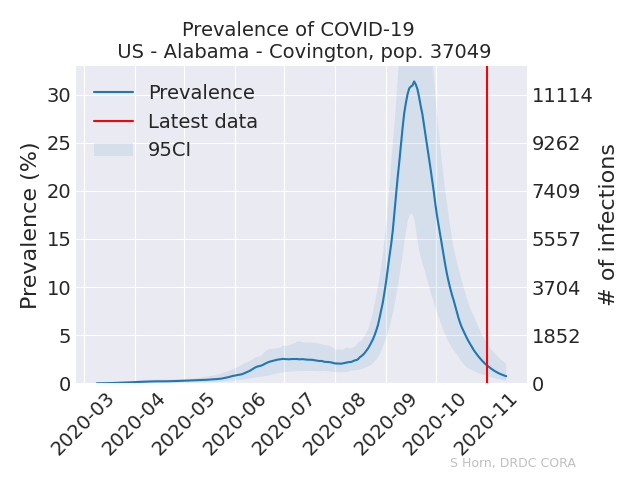 Prevalence of COVID-19
US - Alabama - Covington, pop. 37049
Prevalence
Latest data
95CI
Prevalence (%)
30
25
20
15
10
5
0
11114
9262
7409
5557
3704
1852
0
# of infections
2020-03
2020-04
2020-05
2020-06
2020-07
2020-08
2020-09
2020-10
2020-11
S Horn, DRDC CORA